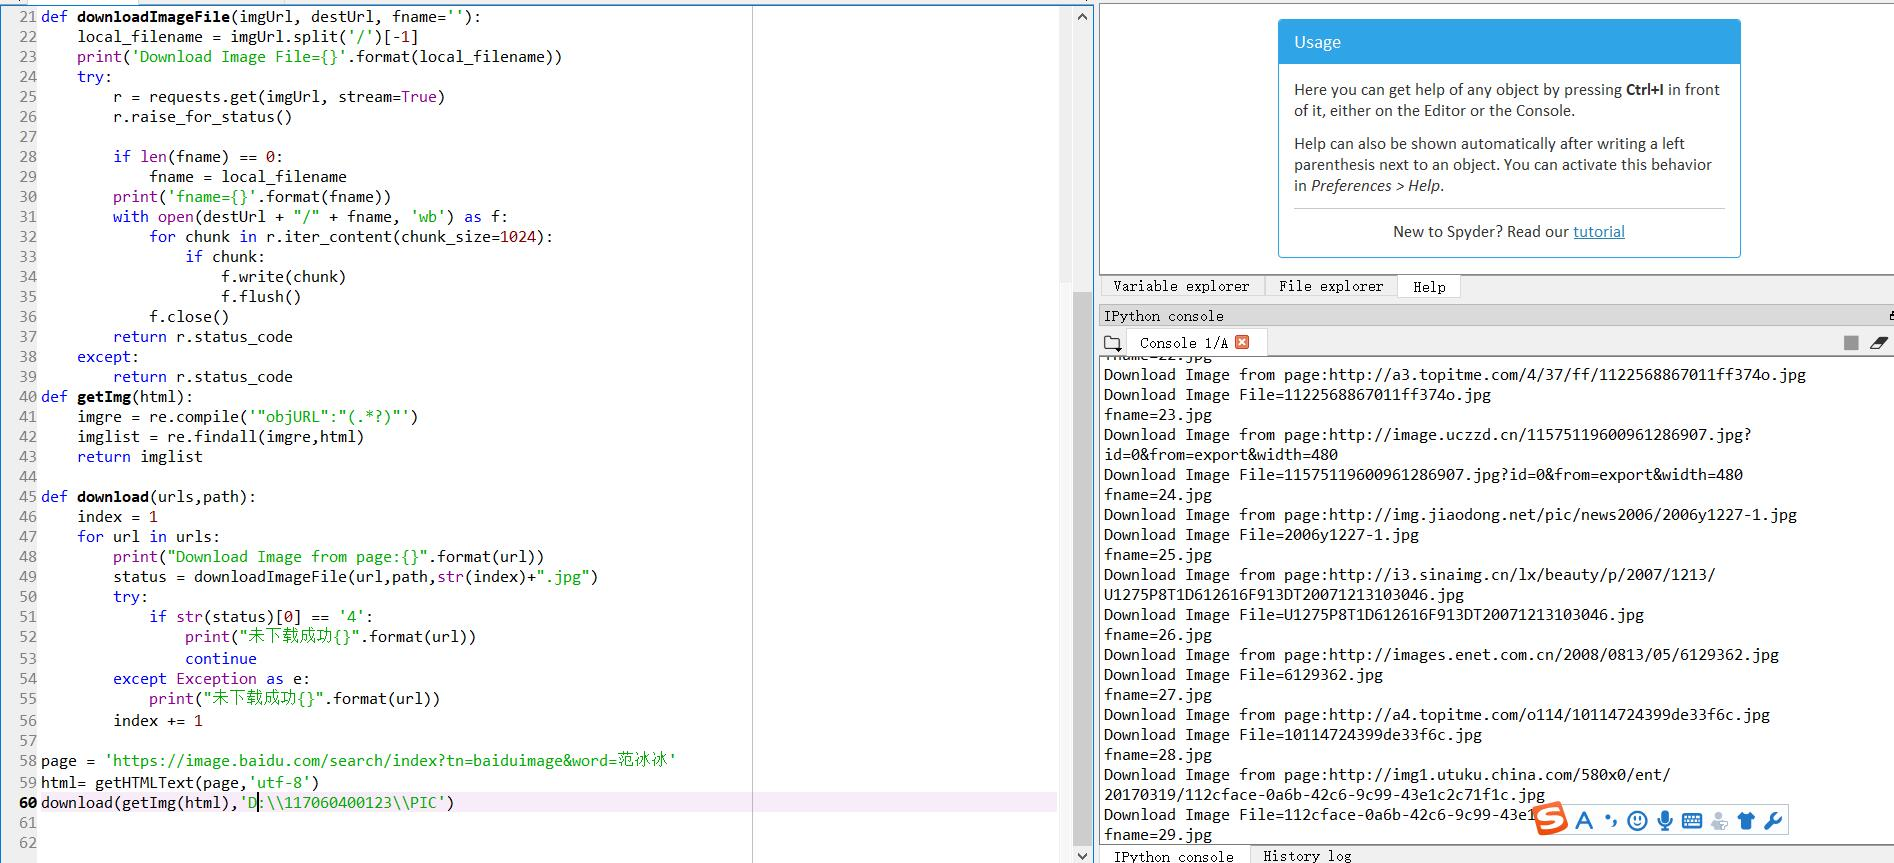 21 def downloadImageFile(imgUrl, destUrl, fname=''):
22     local_filename = imgUrl.split('/')[-1]
23     print('Download Image File={}'.format(local_filename))
24     try:
25         r = requests.get(imgUrl, stream=True)
26         r.raise_for_status()
27
28         if len(fname) == 0:
29             fname = local_filename
30         print('fname={}'.format(fname))
31         with open(destUrl + "/" + fname, 'wb') as f:
32             for chunk in r.iter_content(chunk_size=1024):
33                 if chunk:
34                     f.write(chunk)
35                     f.flush()
36             f.close()
37         return r.status_code
38     except:
39         return r.status_code
40 def getImg(html):
41     imgre = re.compile('"objURL":"(.*?)"')
42     imglist = re.findall(imgre,html)
43     return imglist
44
45 def download(urls,path):
46     index = 1
47     for url in urls:
48         print("Download Image from page:{}".format(url))
49         status = downloadImageFile(url,path,str(index)+".jpg")
50         try:
51             if str(status)[0] == '4':
52                 print("未下载成功{}".format(url))
53                 continue
54         except Exception as e:
55             print("未下载成功{}".format(url))
56         index += 1
57
58 page = 'https://image.baidu.com/search/index?tn=baiduimage&word=范冰冰'
59 html= getHTMLText(page,'utf-8')
60 download(getImg(html),'D:\\117060400123\\PIC')
61
62
Usage
Here you can get help of any object by pressing Ctrl+I in front
of it, either on the Editor or the Console.
Help can also be shown automatically after writing a left
parenthesis next to an object. You can activate this behavior
in Preferences > Help.
New to Spyder? Read our tutorial
Variable explorer File explorer Help
IPython console
Console 1/A
fname=22.jpg
Download Image from page:http://a3.topitme.com/4/37/ff/1122568867011ff374o.jpg
Download Image File=1122568867011ff374o.jpg
fname=23.jpg
Download Image from page:http://image.uczzd.cn/11575119600961286907.jpg?
id=0&from=export&width=480
Download Image File=11575119600961286907.jpg?id=0&from=export&width=480
fname=24.jpg
Download Image from page:http://img.jiaodong.net/pic/news2006/2006y1227-1.jpg
Download Image File=2006y1227-1.jpg
fname=25.jpg
Download Image from page:http://i3.sinaimg.cn/lx/beauty/p/2007/1213/
U1275P8T1D612616F913DT20071213103046.jpg
Download Image File=U1275P8T1D612616F913DT20071213103046.jpg
fname=26.jpg
Download Image from page:http://images.enet.com.cn/2008/0813/05/6129362.jpg
Download Image File=6129362.jpg
fname=27.jpg
Download Image from page:http://a4.topitme.com/o114/10114724399de33f6c.jpg
Download Image File=10114724399de33f6c.jpg
fname=28.jpg
Download Image from page:http://img1.utuku.china.com/580x0/ent/
20170319/112cface-0a6b-42c6-9c99-43e1c2c71f1c.jpg
Download Image File=112cface-0a6b-42c6-9c99-43e1
fname=29.jpg
S A
IPython console History log